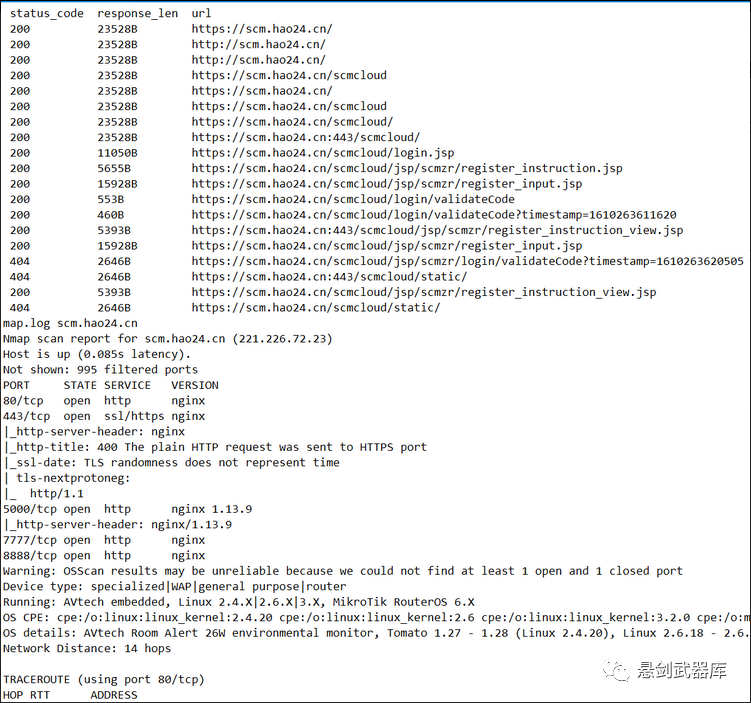 status_code response_len url
200 23528B https://scm.hao24.cn/
200 23528B http://scm.hao24.cn/
200 23528B http://scm.hao24.cn/
200 23528B https://scm.hao24.cn/scmcloud
200 23528B https://scm.hao24.cn/
200 23528B https://scm.hao24.cn/scmcloud
200 23528B https://scm.hao24.cn/scmcloud/
200 23528B https://scm.hao24.cn:443/scmcloud/
200 11050B https://scm.hao24.cn/scmcloud/login.jsp
200 5655B https://scm.hao24.cn/scmcloud/jsp/scmzr/register_instruction.jsp
200 15928B https://scm.hao24.cn/scmcloud/jsp/scmzr/register_input.jsp
200 553B https://scm.hao24.cn/scmcloud/login/validateCode
200 460B https://scm.hao24.cn/scmcloud/login/validateCode?timestamp=1610263611620
200 5393B https://scm.hao24.cn:443/scmcloud/jsp/scmzr/register_instruction_view.jsp
200 15928B https://scm.hao24.cn/scmcloud/jsp/scmzr/register_input.jsp
404 2646B https://scm.hao24.cn/scmcloud/jsp/scmzr/login/validateCode?timestamp=1610263620505
404 2646B https://scm.hao24.cn:443/scmcloud/static/
200 5393B https://scm.hao24.cn/scmcloud/jsp/scmzr/register_instruction_view.jsp
404 2646B https://scm.hao24.cn/scmcloud/static/
map.log scm.hao24.cn
Nmap scan report for scm.hao24.cn (221.226.72.23)
Host is up (0.085s latency).
Not shown: 995 filtered ports
PORT STATE SERVICE VERSION
80/tcp open http nginx
443/tcp open ssl/https nginx
|_http-server-header: nginx
|_http-title: 400 The plain HTTP request was sent to HTTPS port
|_ssl-date: TLS randomness does not represent time
| tls-nextprotoneg:
|_ http/1.1
5000/tcp open http nginx 1.13.9
|_http-server-header: nginx/1.13.9
7777/tcp open http nginx
8888/tcp open http nginx
Warning: OSScan results may be unreliable because we could not find at least 1 open and 1 closed port
Device type: specialized|WAP|general purpose|router
Running: AVtech embedded, Linux 2.4.X|2.6.X|3.X, MikroTik RouterOS 6.X
OS CPE: cpe:/o:linux:linux_kernel:2.4.20 cpe:/o:linux:linux_kernel:2.6 cpe:/o:linux:linux_kernel:3.2.0 cpe:/o:m
OS details: AVtech Room Alert 26W environmental monitor, Tomato 1.27 - 1.28 (Linux 2.4.20), Linux 2.6.18 - 2.6.
Network Distance: 14 hops
TRACEROUTE (using port 80/tcp)
HOP RTT ADDRESS
悬剑武器库